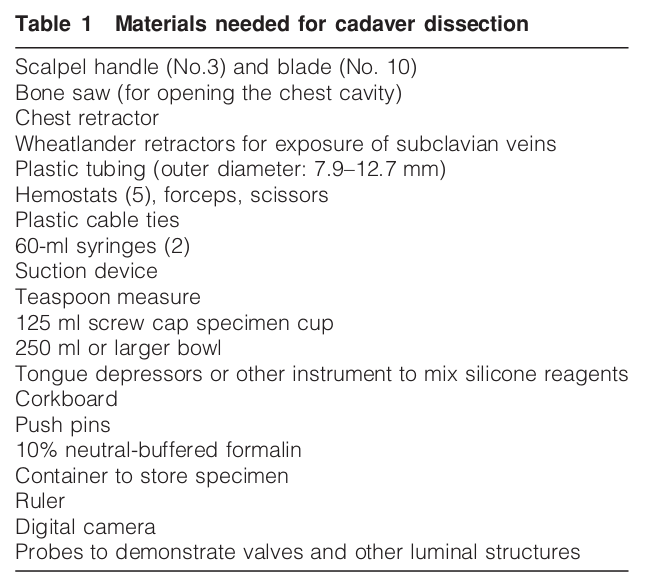 Table 1 Materials needed for cadaver dissection
Scalpel handle (No.3) and blade (No. 10)
Bone saw (for opening the chest cavity)
Chest retractor
Wheatlander retractors for exposure of subclavian veins
Plastic tubing (outer diameter: 7.9–12.7 mm)
Hemostats (5), forceps, scissors
Plastic cable ties
60-ml syringes (2)
Suction device
Teaspoon measure
125 ml screw cap specimen cup
250 ml or larger bowl
Tongue depressors or other instrument to mix silicone reagents
Corkboard
Push pins
10% neutral-buffered formalin
Container to store specimen
Ruler
Digital camera
Probes to demonstrate valves and other luminal structures